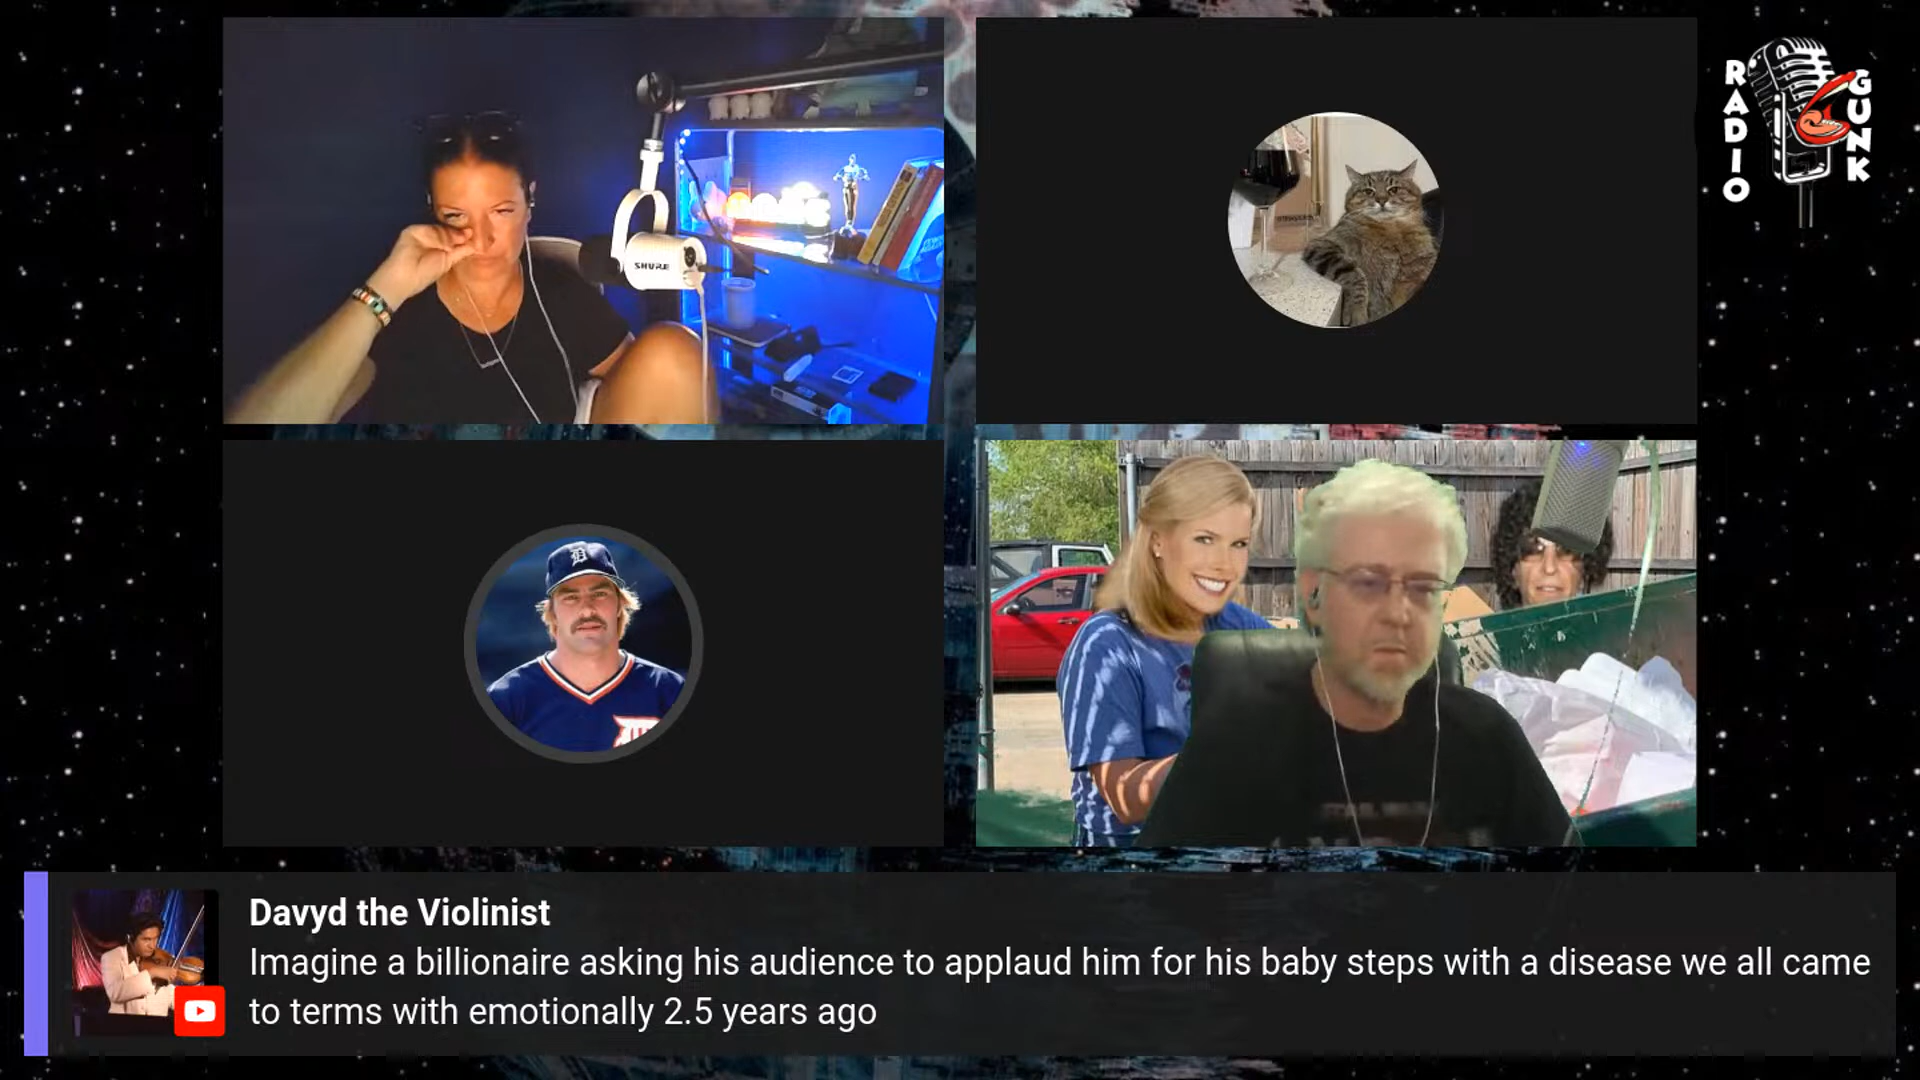 RADIO
GUNK
SHURE
Davyd the Violinist
Imagine a billionaire asking his audience to applaud him for his baby steps with a disease we all came
to terms with emotionally 2.5 years ago